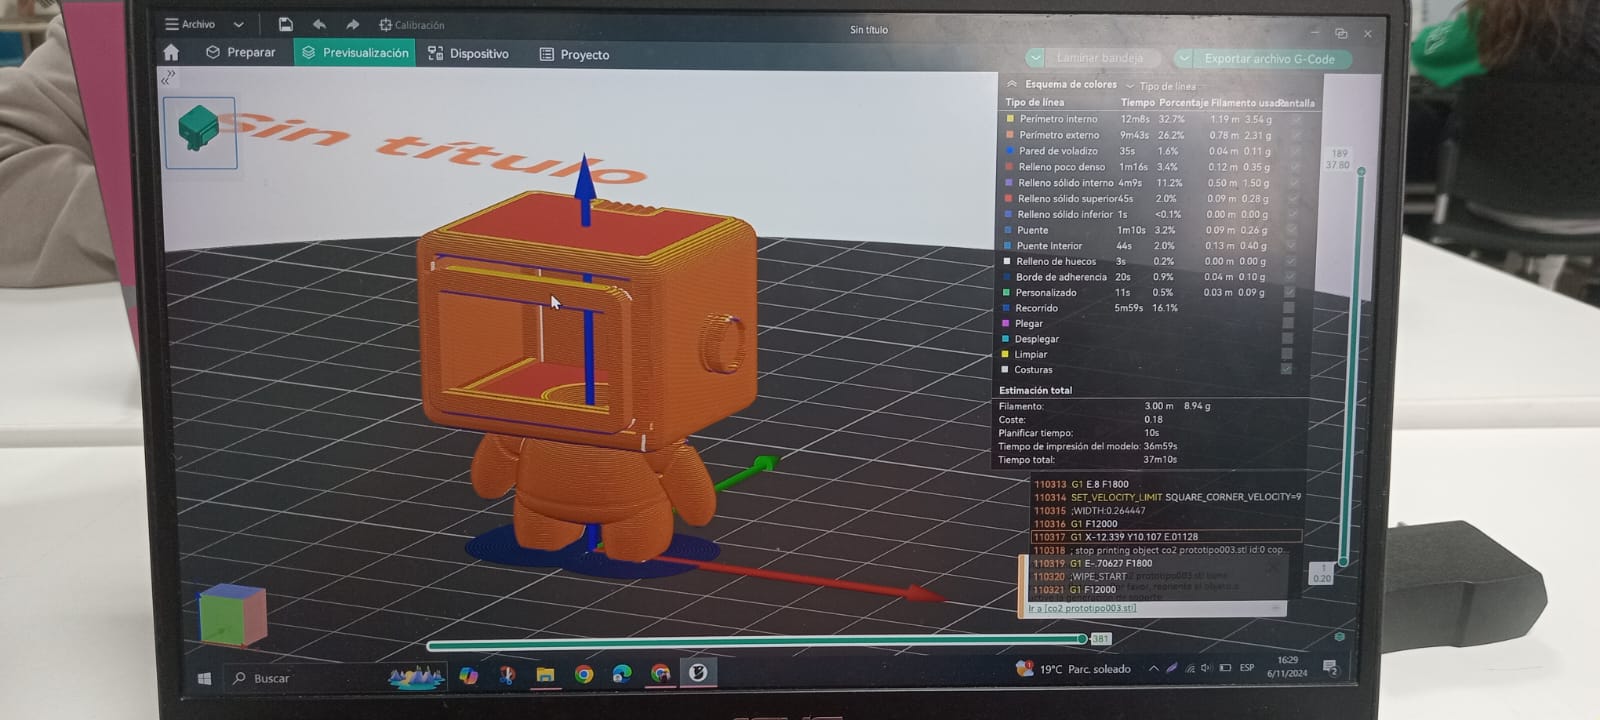 Archivo
Calibración
Sin título
Preparar
Previsualización
Dispositivo
Proyecto
Laminar bandeja
Exportar archivo G-Code
Sin título
Esquema de colores Tipo de línea
Tipo de línea Tiempo Porcentaje Filamento usado Pantalla
Perímetro interno 12m8s 32.7% 1.19 m 3.54 g
Perímetro externo 9m43s 26.2% 0.78 m 2.31 g
Pared de voladizo 35s 1.6% 0.04 m 0.11 g
Relleno poco denso 1m16s 3.4% 0.12 m 0.35 g
Relleno sólido interno 4m9s 11.2% 0.50 m 1.50 g
Relleno sólido superior 45s 2.0% 0.09 m 0.28 g
Relleno sólido inferior 1s <0.1% 0.00 m 0.00 g
Puente 1m10s 3.2% 0.09 m 0.26 g
Puente Interior 44s 2.0% 0.13 m 0.40 g
Relleno de huecos 3s 0.2% 0.00 m 0.00 g
Borde de adherencia 20s 0.9% 0.04 m 0.10 g
Personalizado 11s 0.5% 0.03 m 0.09 g
Recorrido 5m59s 16.1%
Plegar
Desplegar
Limpiar
Costuras
Estimación total
Filamento: 3.00 m 8.94 g
Coste: 0.18
Planificar tiempo: 10s
Tiempo de impresión del modelo: 36m59s
Tiempo total: 37m10s
189
37.80
110313 G1 E.8 F1800
110314 SET_VELOCITY_LIMIT SQUARE_CORNER_VELOCITY=9
110315 ;WIDTH:0.264447
110316 G1 F12000
110317 G1 X-12.339 Y10.107 E.01128
110318 ; stop printing object co2 prototipo003.stl id:0 cop...
110319 G1 E-.70627 F1800
110320 ;WIPE_START
110321 G1 F12000
Ir a [co2 prototipo003.stl]
1
0.20
381
Buscar
19°C Parc. soleado
ESP
16:29
6/11/2024